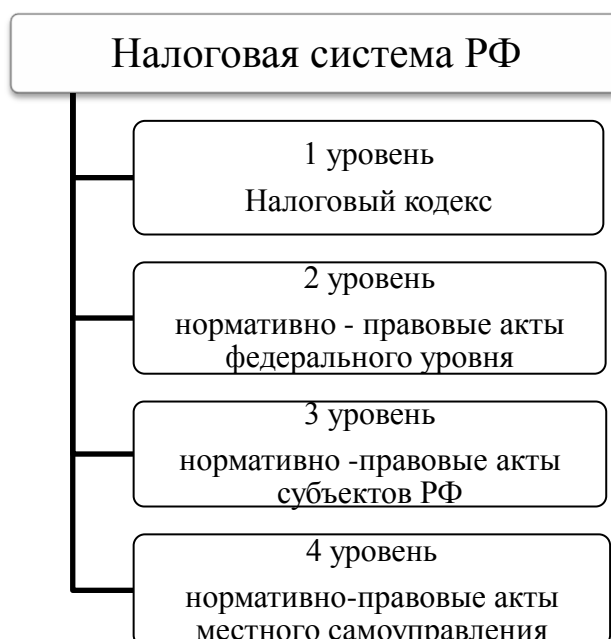 Налоговая система РФ
1 уровень
Налоговый кодекс
2 уровень
нормативно - правовые акты
федерального уровня
3 уровень
нормативно -правовые акты
субъектов РФ
4 уровень
нормативно-правовые акты
местного самоуправления